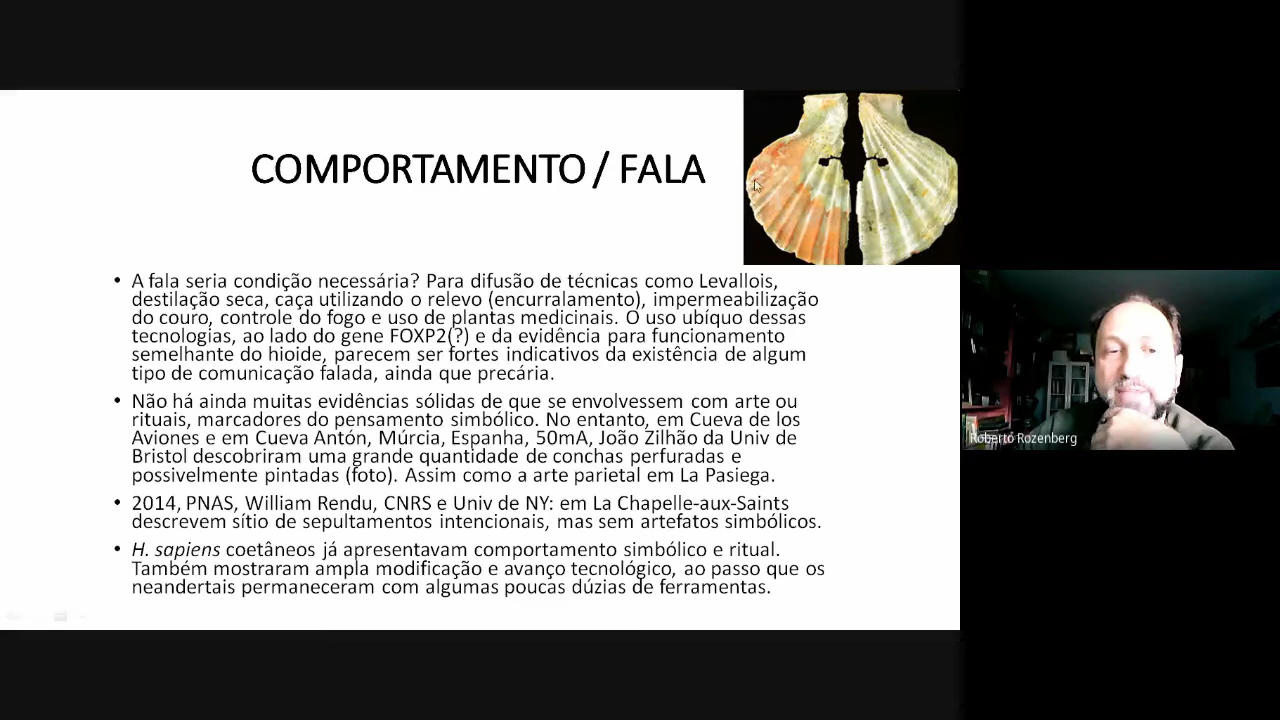 COMPORTAMENTO / FALA
• A fala seria condição necessária? Para difusão de técnicas como Levallois,
destilação seca, caça utilizando o relevo (encurralamento), impermeabilização
do couro, controle do fogo e uso de plantas medicinais. O uso ubíquo dessas
tecnologias, ao lado do gene FOXP2(?) e da evidência para funcionamento
semelhante do hioide, parecem ser fortes indicativos da existência de algum
tipo de comunicação falada, ainda que precária.
• Não há ainda muitas evidências sólidas de que se envolvessem com arte ou
rituais, marcadores do pensamento simbólico. No entanto, em Cueva de los
Aviones e em Cueva Antón, Múrcia, Espanha, 50mA, João Zilhão da Univ de
Bristol descobriram uma grande quantidade de conchas perfuradas e
possivelmente pintadas (foto). Assim como a arte parietal em La Pasiega.
• 2014, PNAS, William Rendu, CNRS e Univ de NY: em La Chapelle-aux-Saints
descrevem sítio de sepultamentos intencionais, mas sem artefatos simbólicos.
• H. sapiens coetâneos já apresentavam comportamento simbólico e ritual.
Também mostraram ampla modificação e avanço tecnológico, ao passo que os
neandertais permaneceram com algumas poucas dúzias de ferramentas.
Roberto Rozenberg